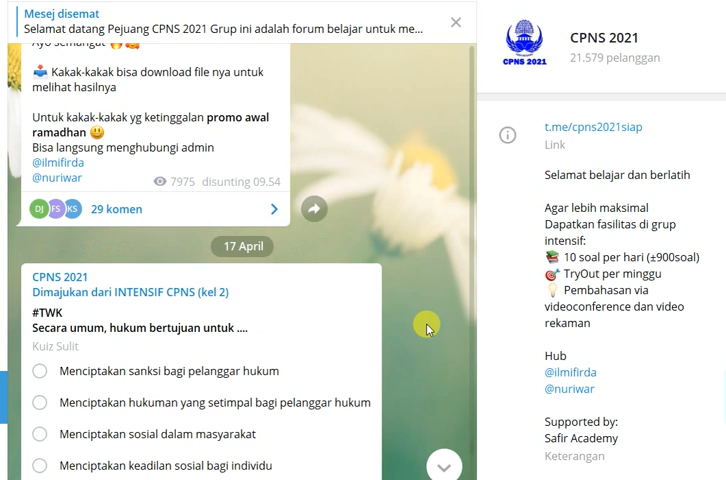 Mesej disemat
Selamat datang Pejuang CPNS 2021 Grup ini adalah forum belajar untuk me...
Ayo semangat
Kakak-kakak bisa download file nya untuk
melihat hasilnya
Untuk kakak-kakak yg ketinggalan promo awal
ramadhan
Bisa langsung menghubungi admin
@ilmifirda
@nuriwar
7975 disunting 09.54
DJ FS KS 29 komen
17 April
CPNS 2021
Dimajukan dari INTENSIF CPNS (kel 2)
#TWK
Secara umum, hukum bertujuan untuk ....
Kuiz Sulit
Menciptakan sanksi bagi pelanggar hukum
Menciptakan hukuman yang setimpal bagi pelanggar hukum
Menciptakan sosial dalam masyarakat
Menciptakan keadilan sosial bagi individu
CPNS 2021
CPNS 2021
21.579 pelanggan
t.me/cpns2021siap
Link
Selamat belajar dan berlatih
Agar lebih maksimal
Dapatkan fasilitas di grup
intensif:
10 soal per hari (±900soal)
TryOut per minggu
Pembahasan via
videoconference dan video
rekaman
Hub
@ilmifirda
@nuriwar
Supported by:
Safir Academy
Keterangan